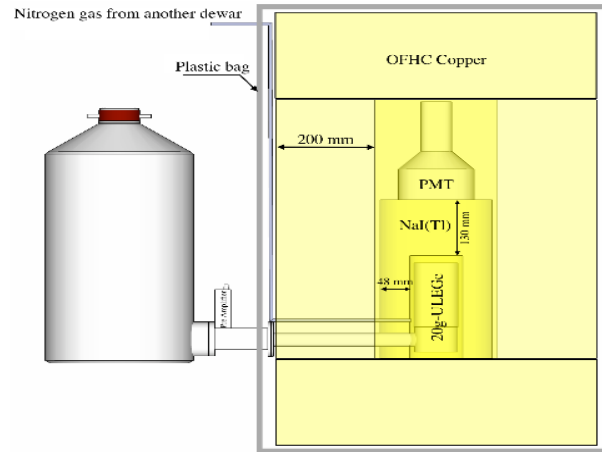 Nitrogen gas from another dewar
Plastic bag
OFHC Copper
200 mm
PMT
NaI(Tl)
130 mm
48 mm
20g-ULEGe